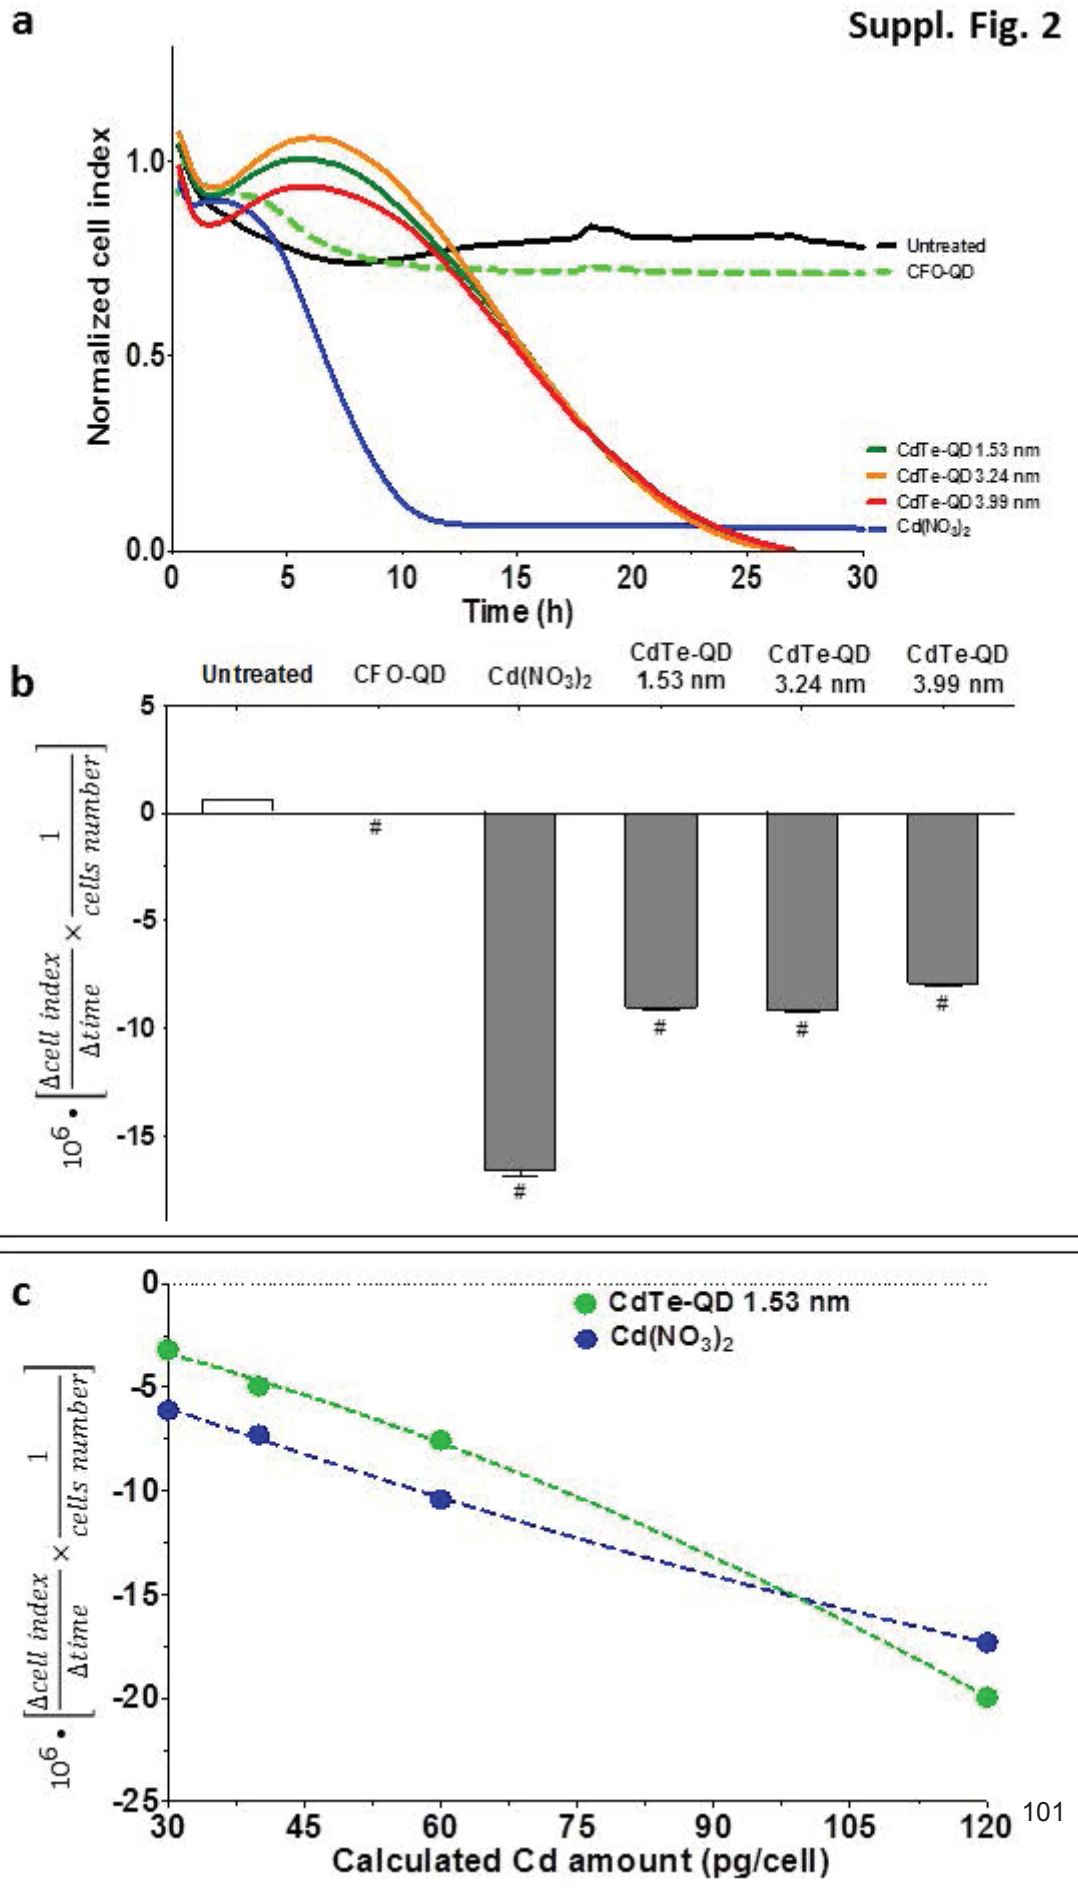 a
Suppl. Fig. 2
Normalized cell index
1.0
0.5
0.0
0 5 10 15 20 25 30
Time (h)
Untreated
CFO-QD
CdTe-QD 1.53 nm
CdTe-QD 3.24 nm
CdTe-QD 3.99 nm
Cd(NO3)2
b
Untreated CFO-QD Cd(NO3)2 CdTe-QD 1.53 nm CdTe-QD 3.24 nm CdTe-QD 3.99 nm
10^6 • [Δcell index / Δtime × 1 / cells number]
5
0
-5
-10
-15
# # # # #
c
CdTe-QD 1.53 nm
Cd(NO3)2
10^6 • [Δcell index / Δtime × 1 / cells number]
0
-5
-10
-15
-20
-25
30 45 60 75 90 105 120
Calculated Cd amount (pg/cell)
101